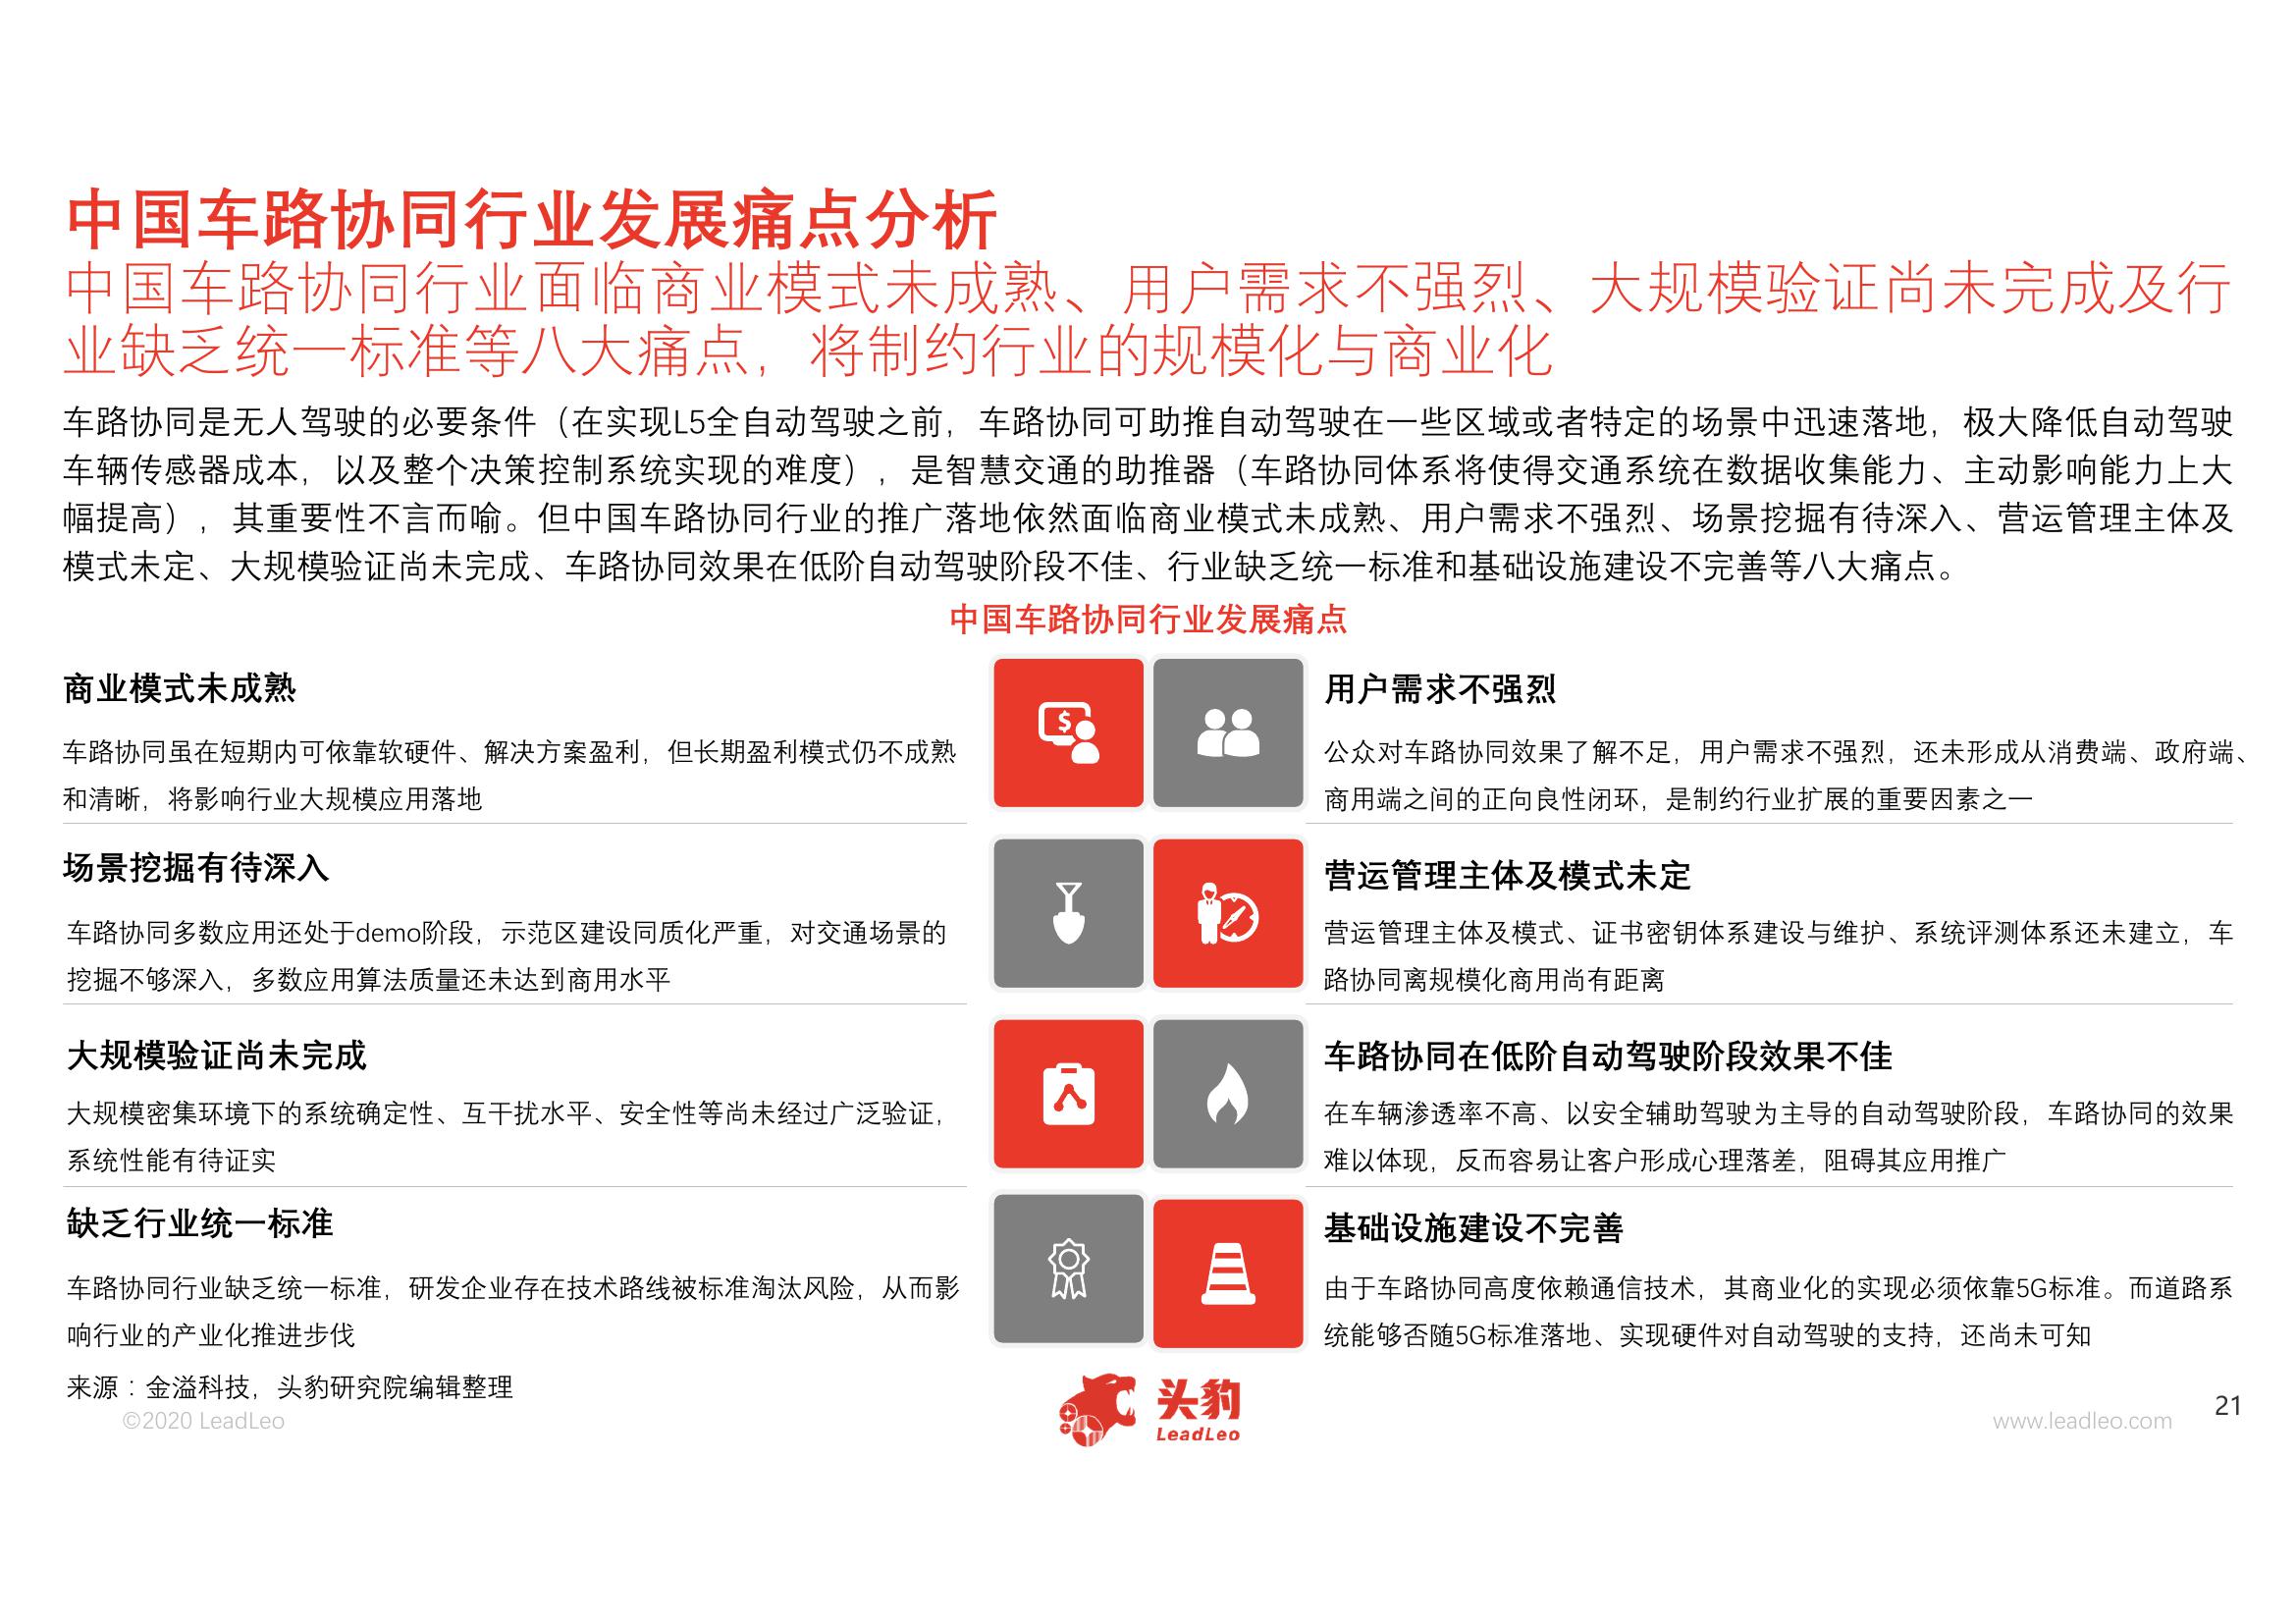 中国车路协同行业发展痛点分析
中国车路协同行业面临商业模式未成熟、用户需求不强烈、大规模验证尚未完成及行
业缺乏统一标准等八大痛点，将制约行业的规模化与商业化
车路协同是无人驾驶的必要条件（在实现L5全自动驾驶之前，车路协同可助推自动驾驶在一些区域或者特定的场景中迅速落地，极大降低自动驾驶
车辆传感器成本，以及整个决策控制系统实现的难度），是智慧交通的助推器（车路协同体系将使得交通系统在数据收集能力、主动影响能力上大
幅提高），其重要性不言而喻。但中国车路协同行业的推广落地依然面临商业模式未成熟、用户需求不强烈、场景挖掘有待深入、营运管理主体及
模式未定、大规模验证尚未完成、车路协同效果在低阶自动驾驶阶段不佳、行业缺乏统一标准和基础设施建设不完善等八大痛点。
中国车路协同行业发展痛点
商业模式未成熟
车路协同虽在短期内可依靠软硬件、解决方案盈利，但长期盈利模式仍不成熟
和清晰，将影响行业大规模应用落地
用户需求不强烈
公众对车路协同效果了解不足，用户需求不强烈，还未形成从消费端、政府端、
商用端之间的正向良性闭环，是制约行业扩展的重要因素之一
场景挖掘有待深入
车路协同多数应用还处于demo阶段，示范区建设同质化严重，对交通场景的
挖掘不够深入，多数应用算法质量还未达到商用水平
营运管理主体及模式未定
营运管理主体及模式、证书密钥体系建设与维护、系统评测体系还未建立，车
路协同离规模化商用尚有距离
大规模验证尚未完成
大规模密集环境下的系统确定性、互干扰水平、安全性等尚未经过广泛验证，
系统性能有待证实
车路协同在低阶自动驾驶阶段效果不佳
在车辆渗透率不高、以安全辅助驾驶为主导的自动驾驶阶段，车路协同的效果
难以体现，反而容易让客户形成心理落差，阻碍其应用推广
缺乏行业统一标准
车路协同行业缺乏统一标准，研发企业存在技术路线被标准淘汰风险，从而影
响行业的产业化推进步伐
基础设施建设不完善
由于车路协同高度依赖通信技术，其商业化的实现必须依靠5G标准。而道路系
统能够否随5G标准落地、实现硬件对自动驾驶的支持，还尚未可知
来源：金溢科技，头豹研究院编辑整理
©2020 LeadLeo
头豹
LeadLeo
www.leadleo.com
21